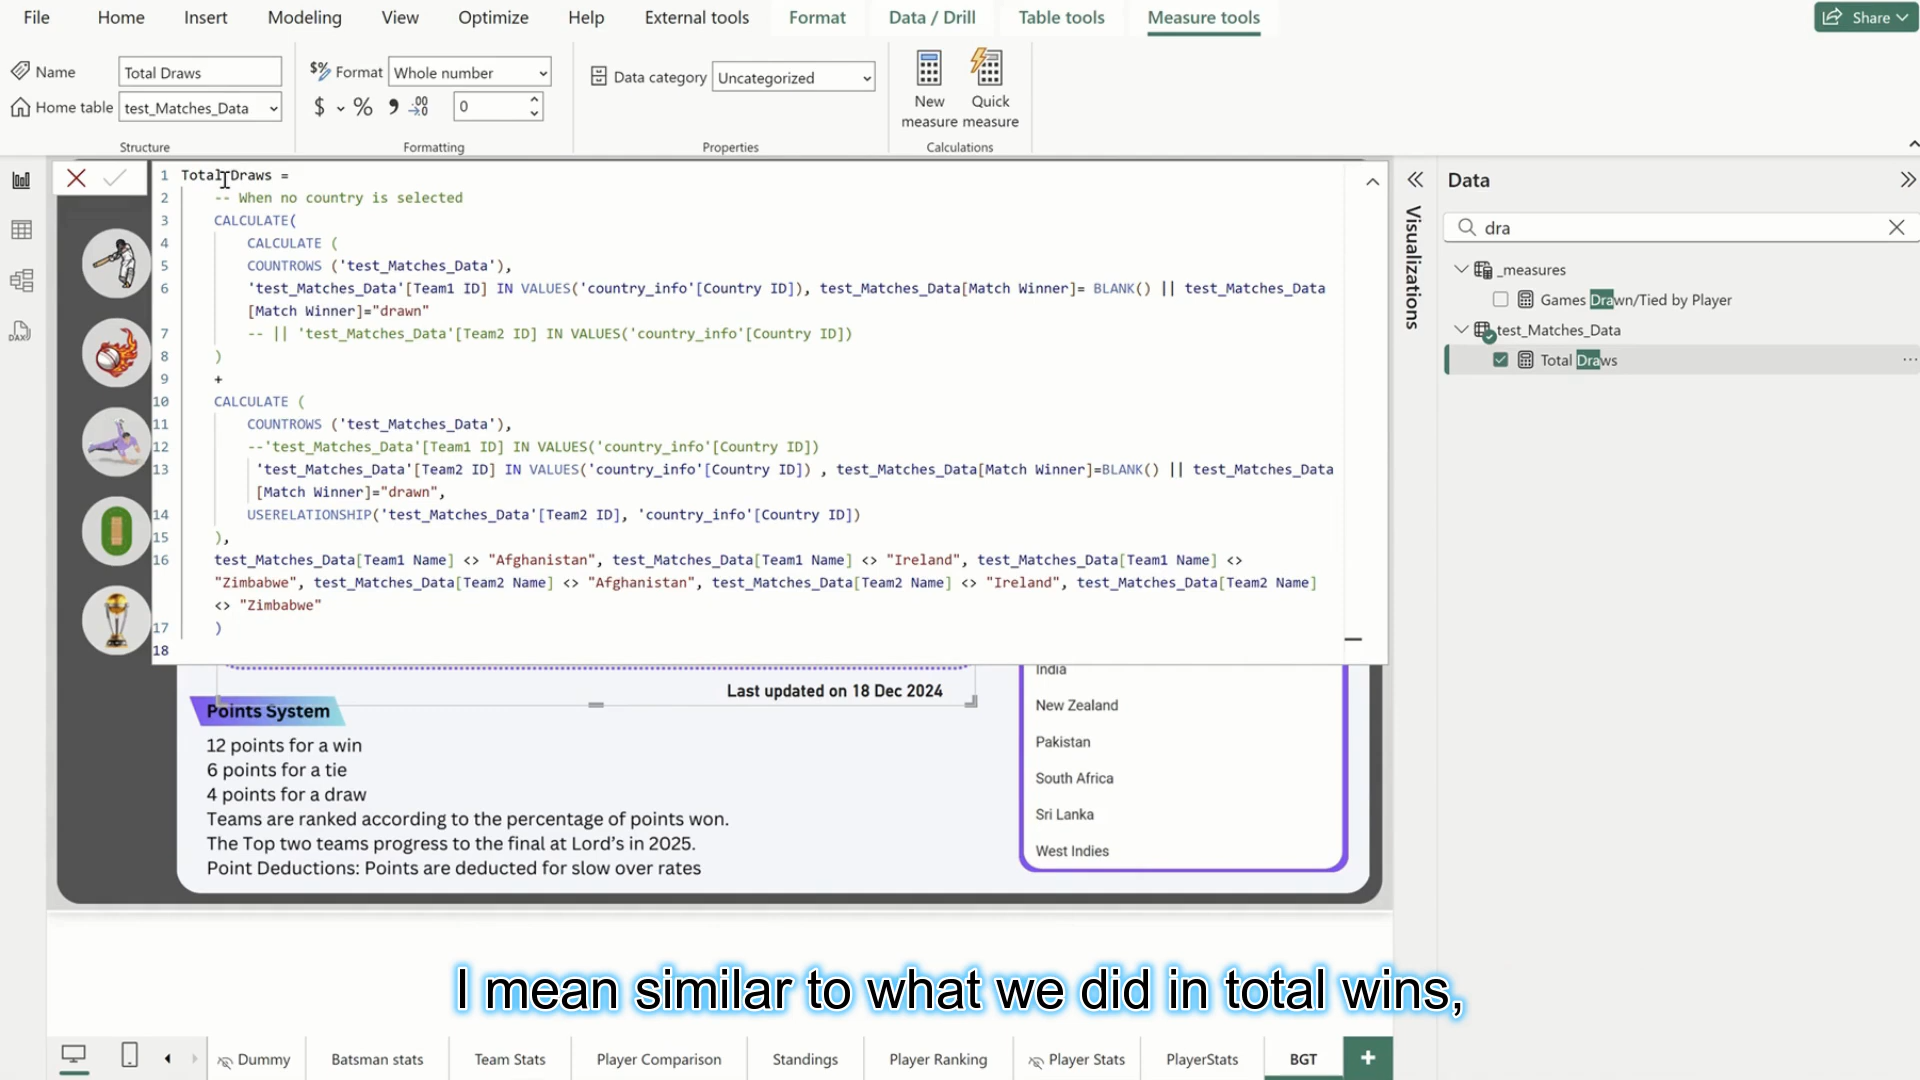 File Home Insert Modeling View Optimize Help External tools Format Data / Drill Table tools Measure tools Share
Name Total Draws
Home table test_Matches_Data
Structure
$% Format Whole number
$ % , .00 0
Formatting
Data category Uncategorized
Properties
New measure
Quick measure
Calculations
1 Total Draws =
2 -- When no country is selected
3 CALCULATE(
4 CALCULATE (
5 COUNTROWS ('test_Matches_Data'),
6 'test_Matches_Data'[Team1 ID] IN VALUES('country_info'[Country ID]), test_Matches_Data[Match Winner]= BLANK() || test_Matches_Data
[Match Winner]="drawn"
7 -- || 'test_Matches_Data'[Team2 ID] IN VALUES('country_info'[Country ID])
8 )
9 +
10 CALCULATE (
11 COUNTROWS ('test_Matches_Data'),
12 --'test_Matches_Data'[Team1 ID] IN VALUES('country_info'[Country ID])
13 'test_Matches_Data'[Team2 ID] IN VALUES('country_info'[Country ID]) , test_Matches_Data[Match Winner]=BLANK() || test_Matches_Data
[Match Winner]="drawn",
14 USERELATIONSHIP('test_Matches_Data'[Team2 ID], 'country_info'[Country ID])
15 ),
16 test_Matches_Data[Team1 Name] <> "Afghanistan", test_Matches_Data[Team1 Name] <> "Ireland", test_Matches_Data[Team1 Name] <>
"Zimbabwe", test_Matches_Data[Team2 Name] <> "Afghanistan", test_Matches_Data[Team2 Name] <> "Ireland", test_Matches_Data[Team2 Name]
<> "Zimbabwe"
17 )
18
Last updated on 18 Dec 2024
Points System
12 points for a win
6 points for a tie
4 points for a draw
Teams are ranked according to the percentage of points won.
The Top two teams progress to the final at Lord's in 2025.
Point Deductions: Points are deducted for slow over rates
India
New Zealand
Pakistan
South Africa
Sri Lanka
West Indies
Visualizations
Data
dra
_measures
Games Drawn/Tied by Player
test_Matches_Data
Total Draws
DAX
I mean similar to what we did in total wins,
Dummy Batsman stats Team Stats Player Comparison Standings Player Ranking Player Stats PlayerStats BGT +